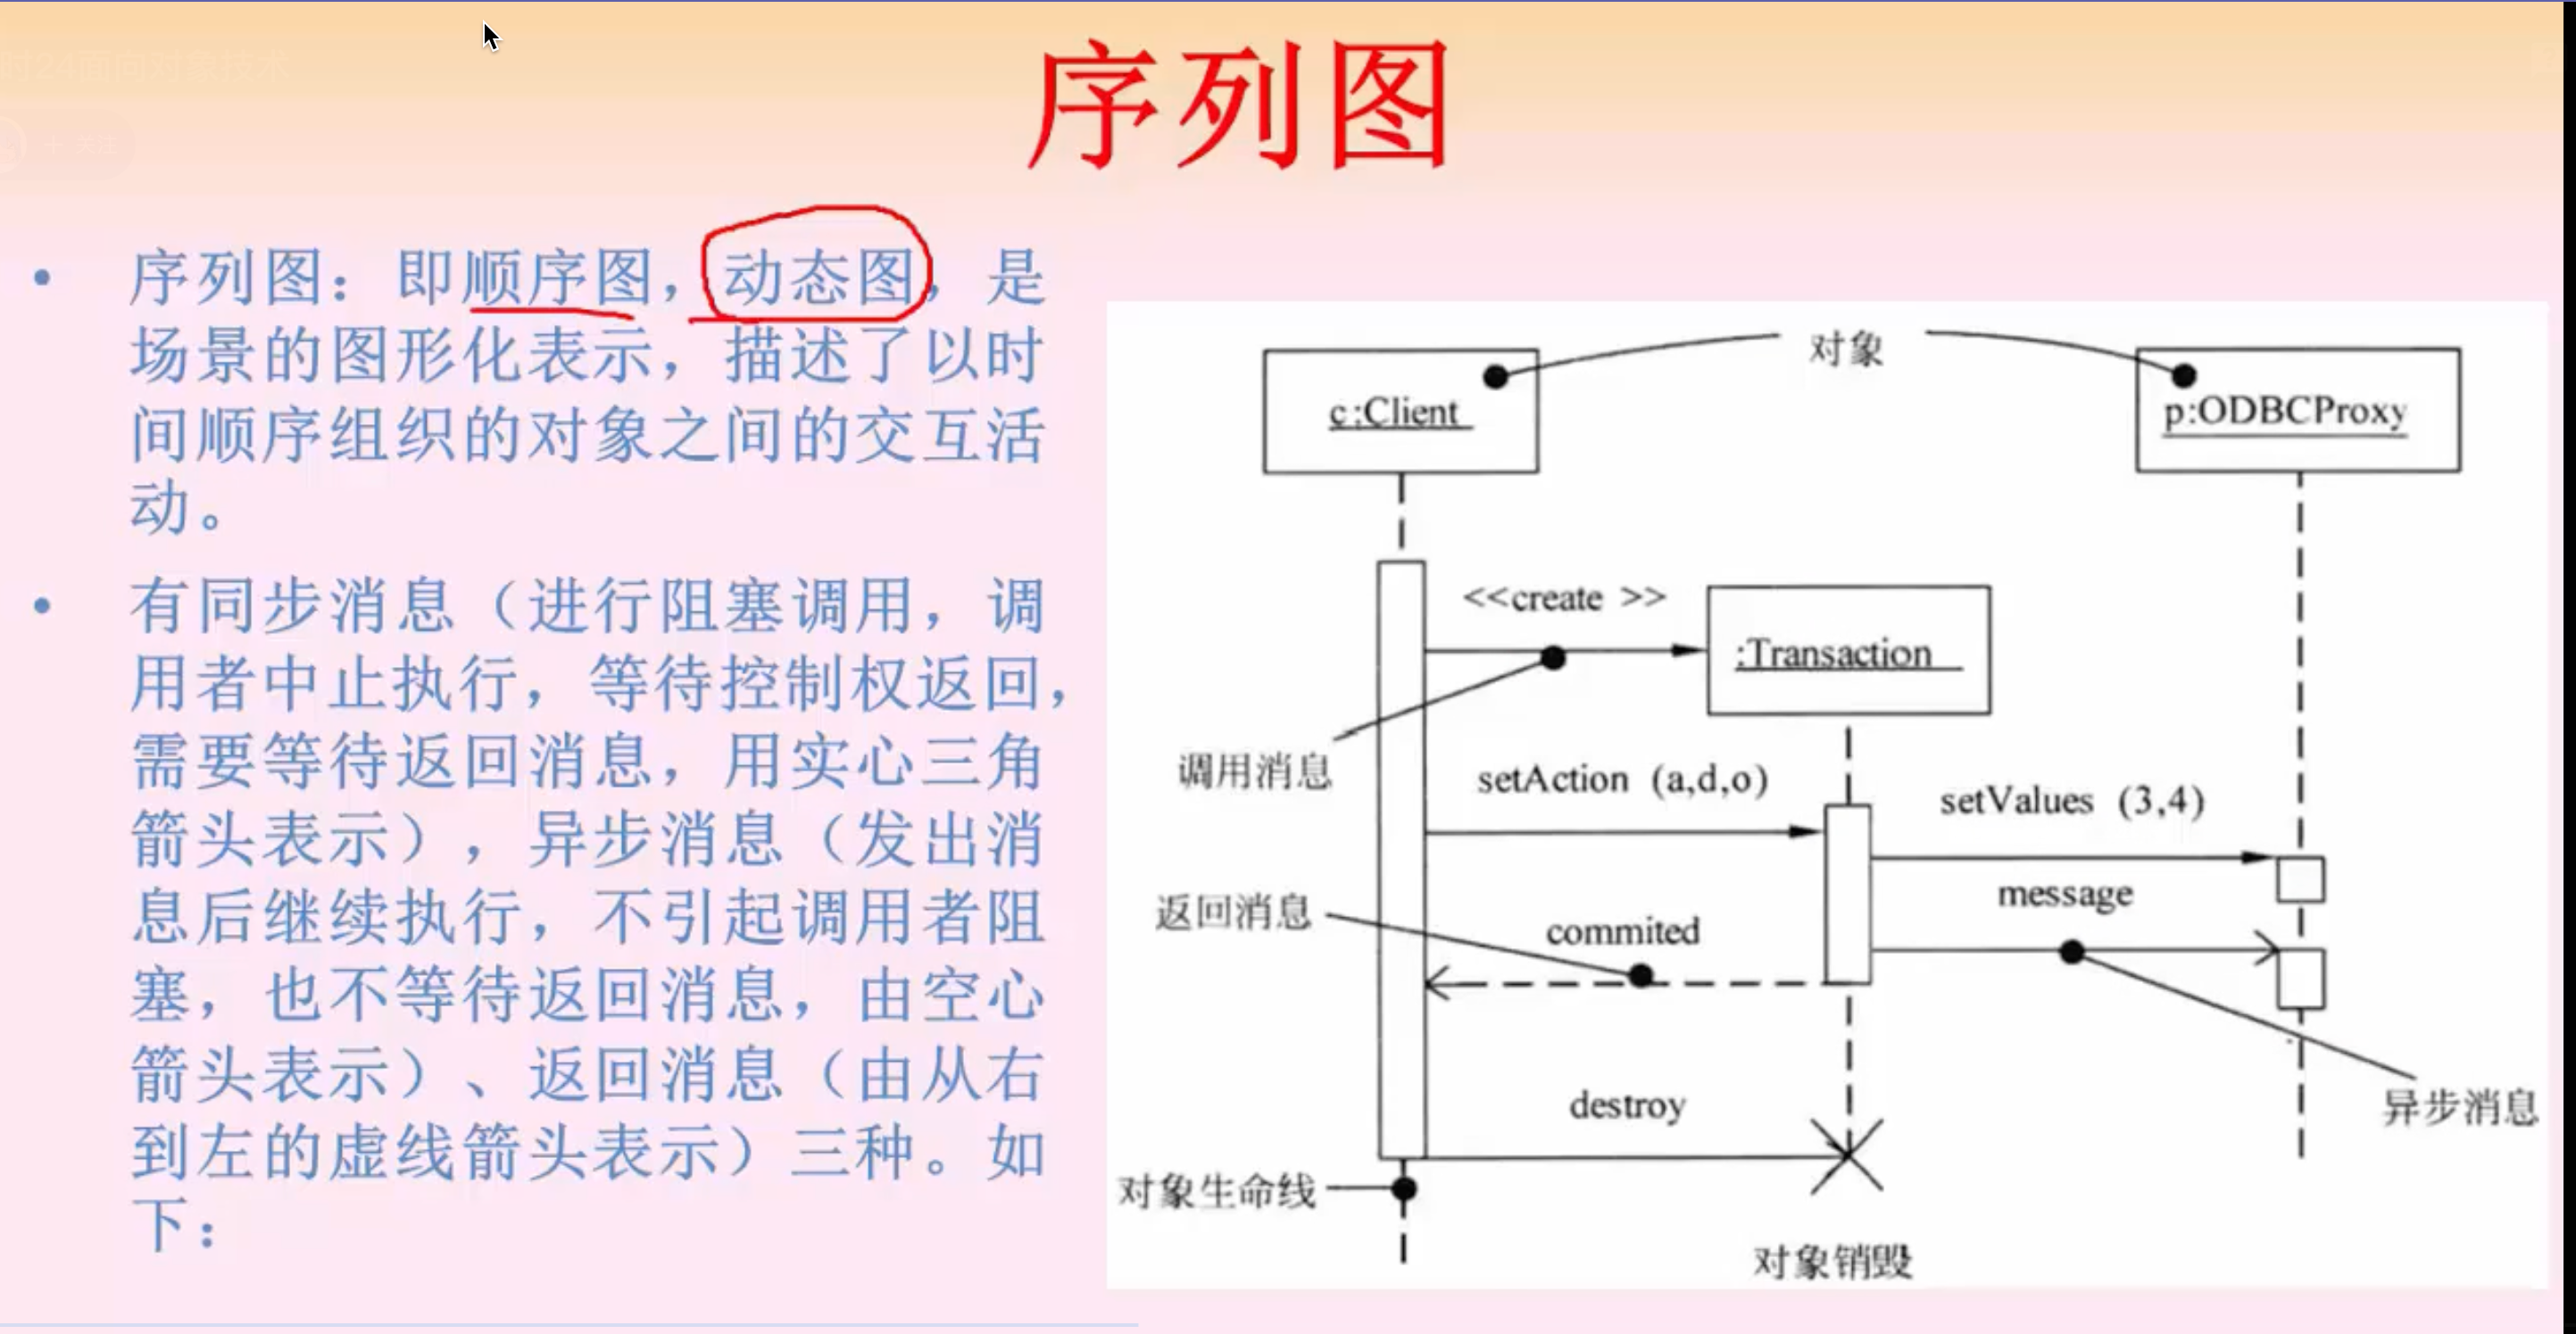 序列图
• 序列图：即顺序图，动态图，是
场景的图形化表示，描述了以时
间顺序组织的对象之间的交互活
动。
• 有同步消息（进行阻塞调用，调
用者中止执行，等待控制权返回，
需要等待返回消息，用实心三角
箭头表示），异步消息（发出消
息后继续执行，不引起调用者阻
塞，也不等待返回消息，由空心
箭头表示）、返回消息（由从右
到左的虚线箭头表示）三种。如
下：
对象
c:Client
p:ODBCProxy
<<create >>
:Transaction
调用消息
setAction (a,d,o)
setValues (3,4)
message
返回消息
commited
destroy
异步消息
对象生命线
对象销毁